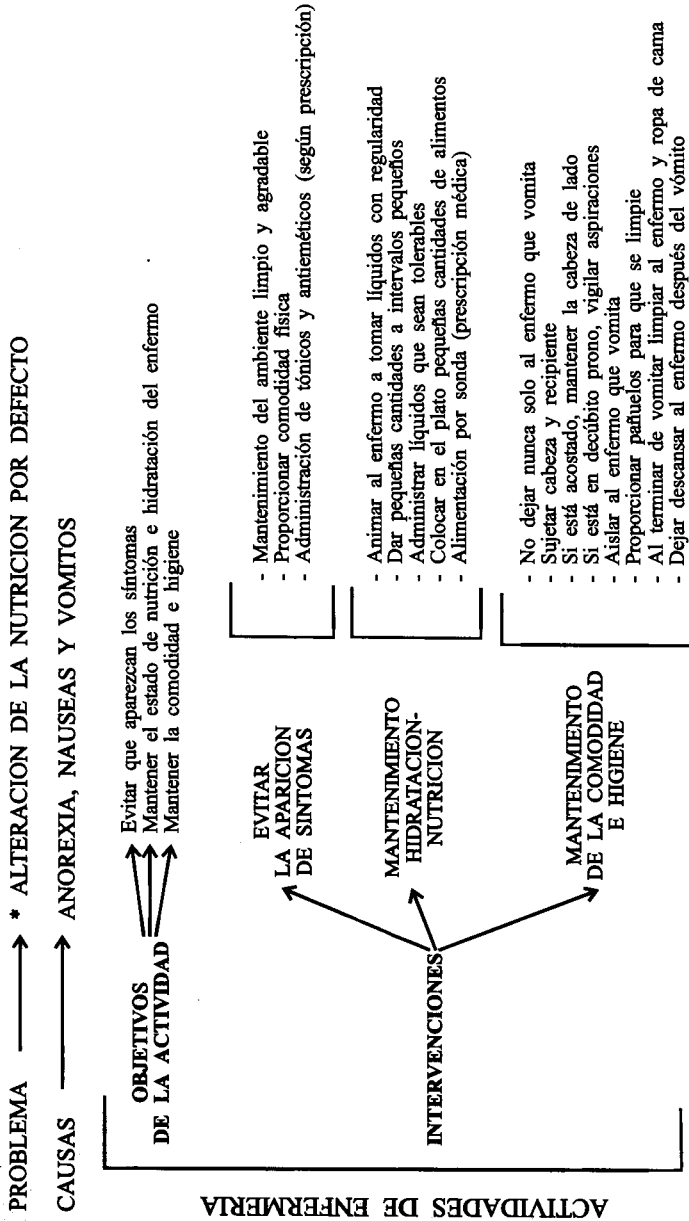 PROBLEMA * ALTERACION DE LA NUTRICION POR DEFECTO
CAUSAS ANOREXIA, NAUSEAS Y VOMITOS
ACTIVIDADES DE ENFERMERIA
OBJETIVOS
DE LA ACTIVIDAD
Evitar que aparezcan los síntomas
Mantener el estado de nutrición e hidratación del enfermo
Mantener la comodidad e higiene
INTERVENCIONES
EVITAR
LA APARICION
DE SINTOMAS
- Mantenimiento del ambiente limpio y agradable
- Proporcionar comodidad física
- Administración de tónicos y antieméticos (según prescripción)
MANTENIMIENTO
HIDRATACION-
NUTRICION
- Animar al enfermo a tomar líquidos con regularidad
- Dar pequeñas cantidades a intervalos pequeños
- Administrar líquidos que sean tolerables
- Colocar en el plato pequeñas cantidades de alimentos
- Alimentación por sonda (prescripción médica)
MANTENIMIENTO
DE LA COMODIDAD
E HIGIENE
- No dejar nunca solo al enfermo que vomita
- Sujetar cabeza y recipiente
- Si está acostado, mantener la cabeza de lado
- Si está en decúbito prono, vigilar aspiraciones
- Aislar al enfermo que vomita
- Proporcionar pañuelos para que se limpie
- Al terminar de vomitar limpiar al enfermo y ropa de cama
- Dejar descansar al enfermo después del vómito